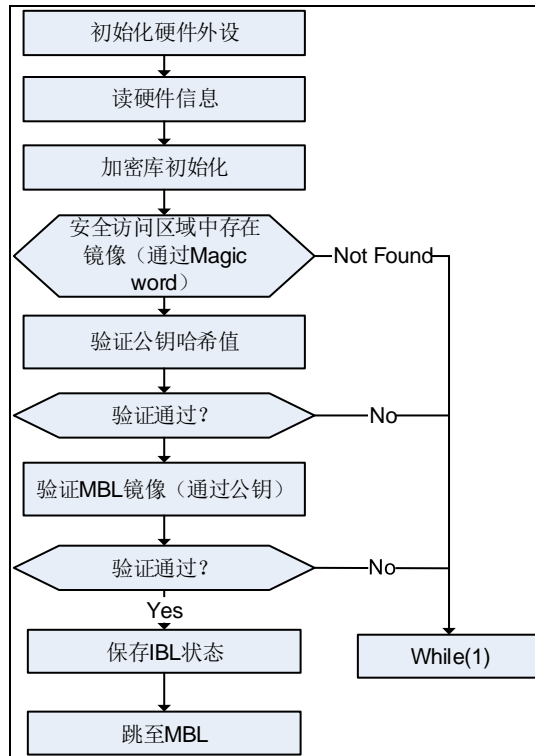 初始化硬件外设
读硬件信息
加密库初始化
安全访问区域中存在
镜像（通过Magic
word）
Not Found
验证公钥哈希值
验证通过？
No
验证MBL镜像（通过公钥）
验证通过？
No
Yes
保存IBL状态
While(1)
跳至MBL